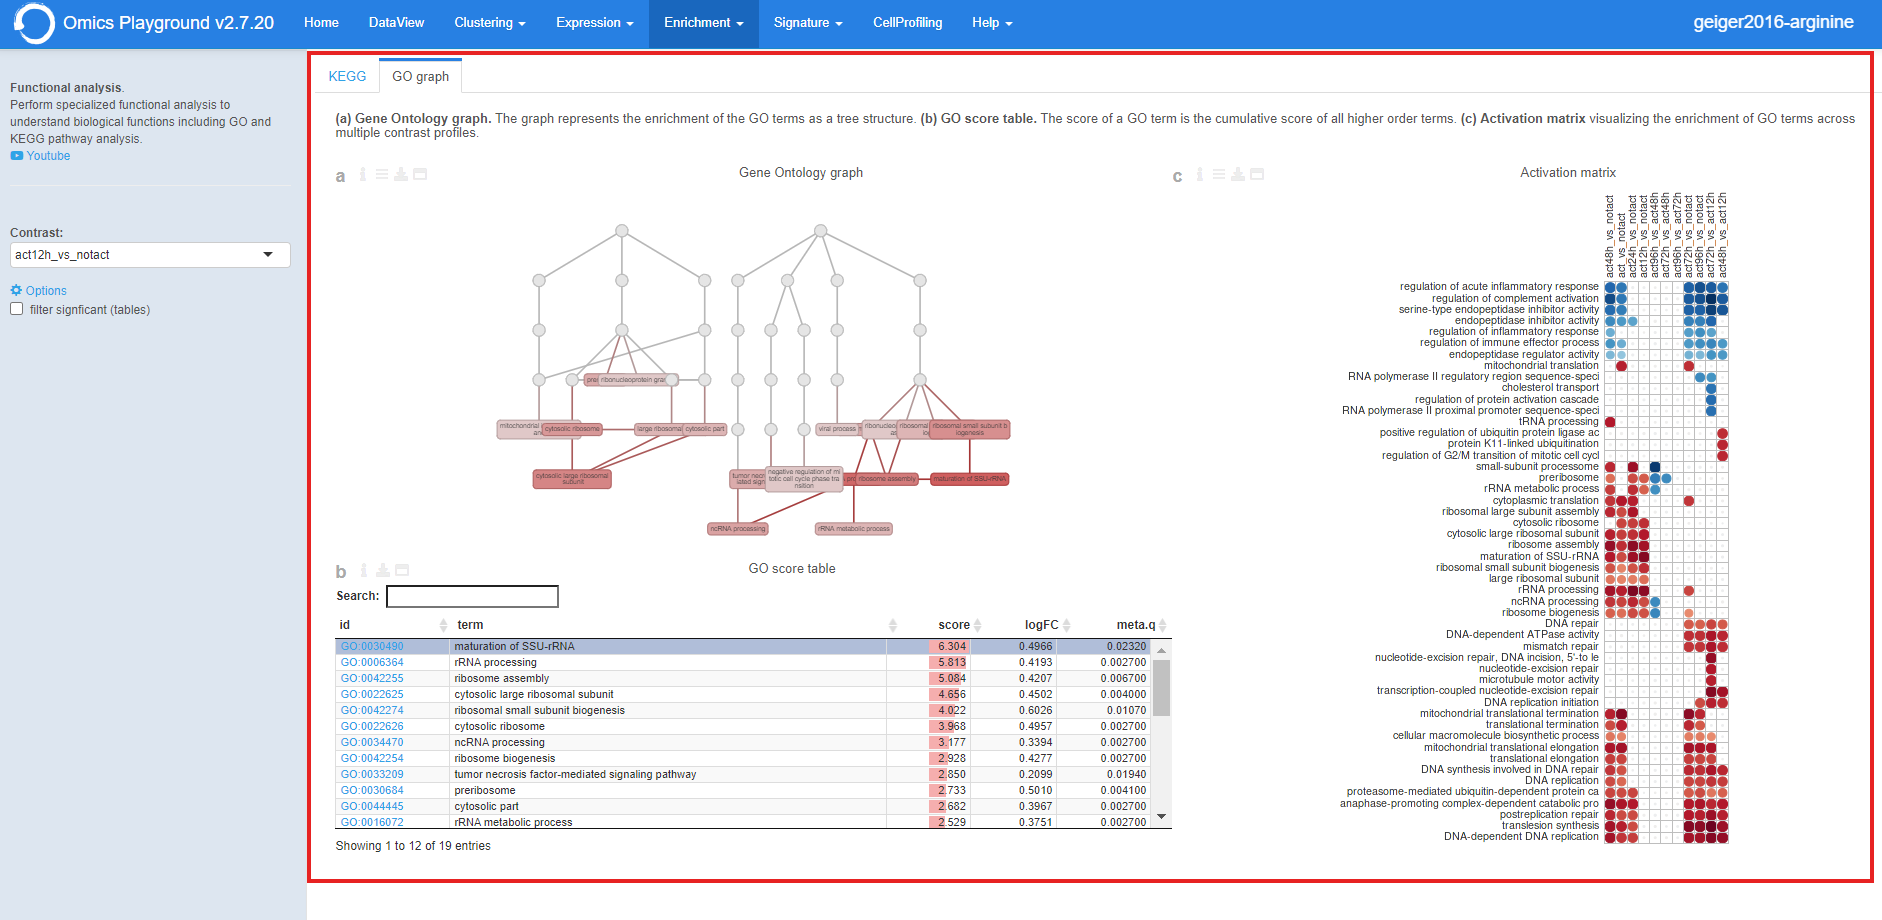 Omics Playground v2.7.20
Home
DataView
Clustering
Expression
Enrichment
Signature
CellProfiling
Help
geiger2016-arginine
Functional analysis.
Perform specialized functional analysis to
understand biological functions including GO and
KEGG pathway analysis.
Youtube
Contrast:
act12h_vs_notact
Options
filter signficant (tables)
KEGG
GO graph
(a) Gene Ontology graph. The graph represents the enrichment of the GO terms as a tree structure. (b) GO score table. The score of a GO term is the cumulative score of all higher order terms. (c) Activation matrix visualizing the enrichment of GO terms across
multiple contrast profiles.
a
Gene Ontology graph
ribonucleoprotein gra
mitochondrial
cytosolic ribosome
large ribosoma
cytosolic part
viral process
ribonucleo
ribosomal
ribosomal small subunit b
iogenesis
cytosolic large ribosomal
subunit
tumor necr
iated sign
negative regulation of mi
totic cell cycle phase tra
nsition
ribosome assembly
maturation of SSU-rRNA
ncRNA processing
rRNA metabolic process
b
GO score table
Search:
id term score logFC meta.q
GO:0030490 maturation of SSU-rRNA 6.304 0.4966 0.02320
GO:0006364 rRNA processing 5.813 0.4193 0.002700
GO:0042255 ribosome assembly 5.084 0.4207 0.006700
GO:0022625 cytosolic large ribosomal subunit 4.656 0.4502 0.004000
GO:0042274 ribosomal small subunit biogenesis 4.022 0.6026 0.01070
GO:0022626 cytosolic ribosome 3.968 0.4957 0.002700
GO:0034470 ncRNA processing 3.177 0.3394 0.002700
GO:0042254 ribosome biogenesis 2.928 0.4277 0.002700
GO:0033209 tumor necrosis factor-mediated signaling pathway 2.850 0.2099 0.01940
GO:0030684 preribosome 2.733 0.5010 0.004100
GO:0044445 cytosolic part 2.682 0.3967 0.002700
GO:0016072 rRNA metabolic process 2.529 0.3751 0.002700
Showing 1 to 12 of 19 entries
c
Activation matrix
act48h_vs_notact
act_vs_notact
act24h_vs_notact
act12h_vs_notact
act96h_vs_act48h
act72h_vs_act48h
act96h_vs_act72h
act72h_vs_notact
act96h_vs_notact
act72h_vs_act12h
act48h_vs_act12h
regulation of acute inflammatory response
regulation of complement activation
serine-type endopeptidase inhibitor activity
endopeptidase inhibitor activity
regulation of inflammatory response
regulation of immune effector process
endopeptidase regulator activity
mitochondrial translation
RNA polymerase II regulatory region sequence-speci
cholesterol transport
regulation of protein activation cascade
RNA polymerase II proximal promoter sequence-speci
tRNA processing
positive regulation of ubiquitin protein ligase ac
protein K11-linked ubiquitination
regulation of G2/M transition of mitotic cell cycl
small-subunit processome
preribosome
rRNA metabolic process
cytoplasmic translation
ribosomal large subunit assembly
cytosolic ribosome
cytosolic large ribosomal subunit
ribosome assembly
maturation of SSU-rRNA
ribosomal small subunit biogenesis
large ribosomal subunit
rRNA processing
ncRNA processing
ribosome biogenesis
DNA repair
DNA-dependent ATPase activity
mismatch repair
nucleotide-excision repair, DNA incision, 5'-to le
nucleotide-excision repair
microtubule motor activity
transcription-coupled nucleotide-excision repair
DNA replication initiation
mitochondrial translational termination
translational termination
cellular macromolecule biosynthetic process
mitochondrial translational elongation
translational elongation
DNA synthesis involved in DNA repair
DNA replication
proteasome-mediated ubiquitin-dependent protein ca
anaphase-promoting complex-dependent catabolic pro
postreplication repair
translesion synthesis
DNA-dependent DNA replication